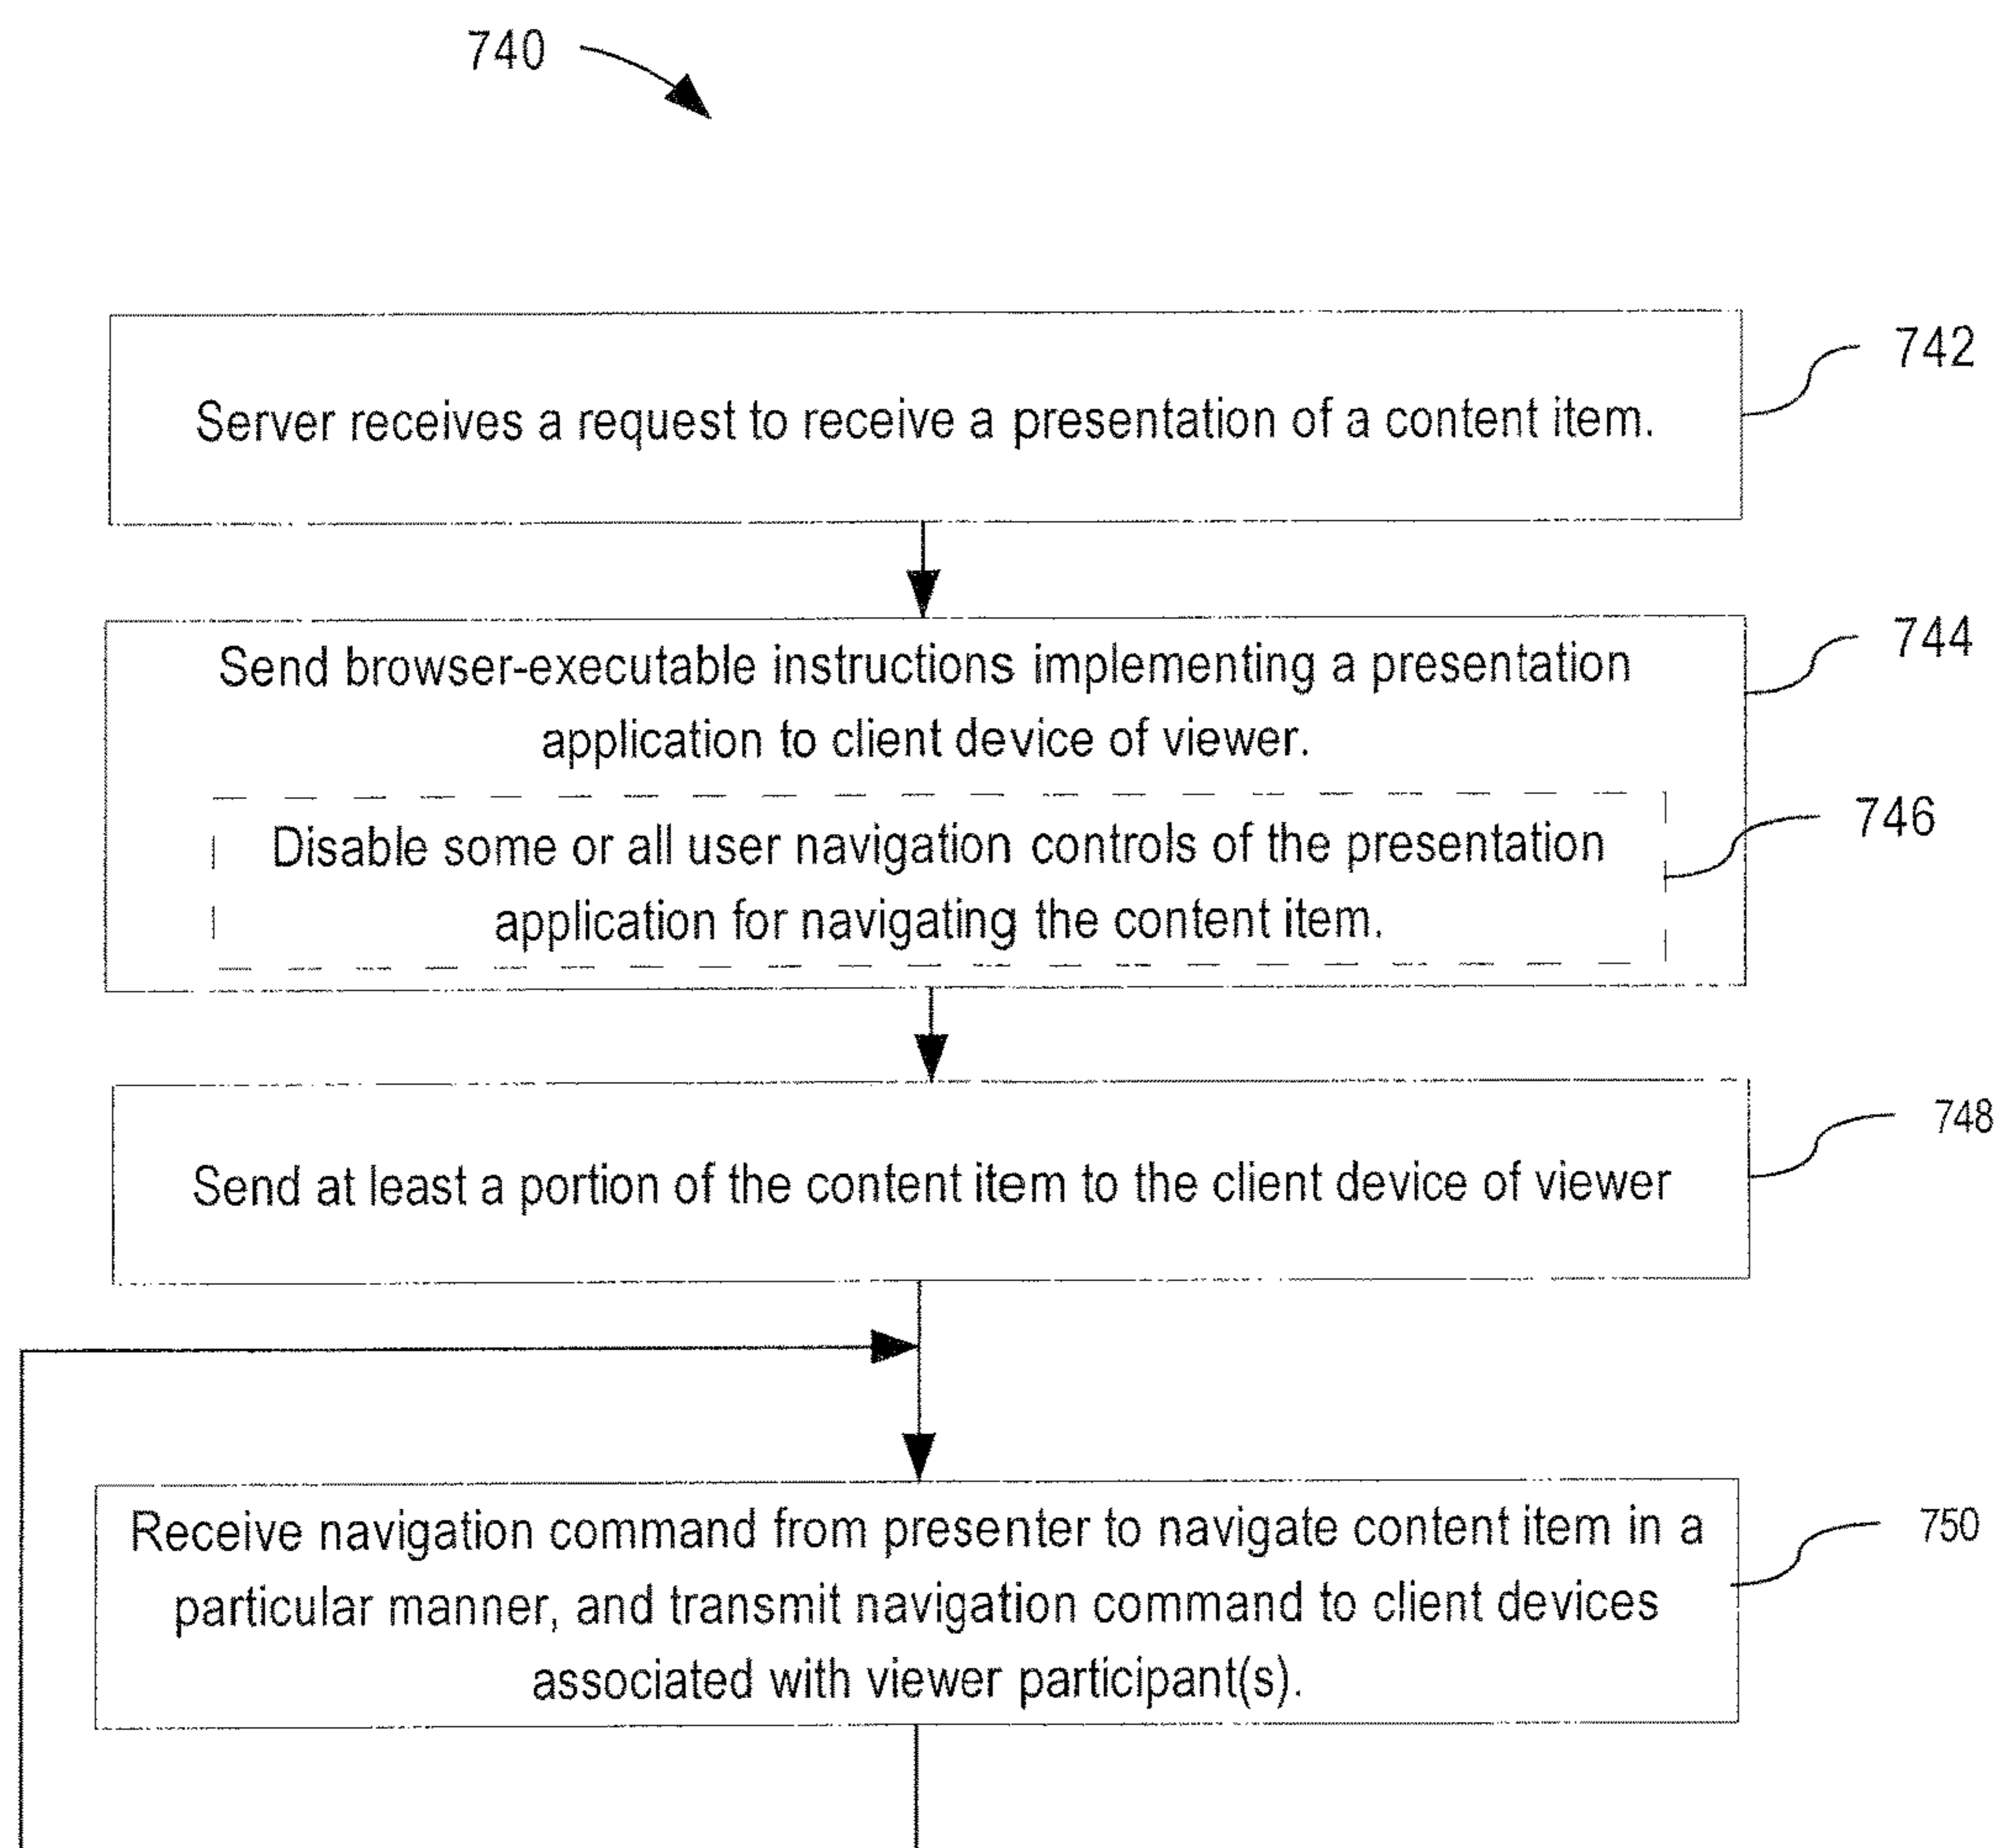 740
742
Server receives a request to receive a presentation of a content item.
744
Send browser-executable instructions implementing a presentation
application to client device of viewer.
746
Disable some or all user navigation controls of the presentation
application for navigating the content item.
748
Send at least a portion of the content item to the client device of viewer
750
Receive navigation command from presenter to navigate content item in a
particular manner, and transmit navigation command to client devices
associated with viewer participant(s).